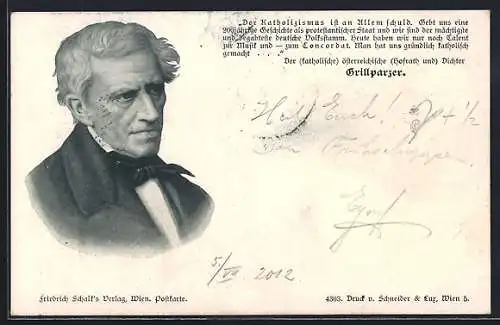 „Der Katholizismus ist an Allem schuld. Gebt uns eine
200jährige Geschichte als protestantischer Staat und wir sind der mächtigste
und begabteste deutsche Volksstamm. Heute haben wir nur noch Talent
zur Musik und — zum Concordat. Man hat uns gründlich katholisch
gemacht . . . ."
Der (katholische) österreichische (Hofrath und) Dichter
Grillparzer.
Heil Euch!
5/VII 2012
Friedrich Schalk's Verlag, Wien. Postkarte.
4393. Druck v. Schneider & Lux, Wien